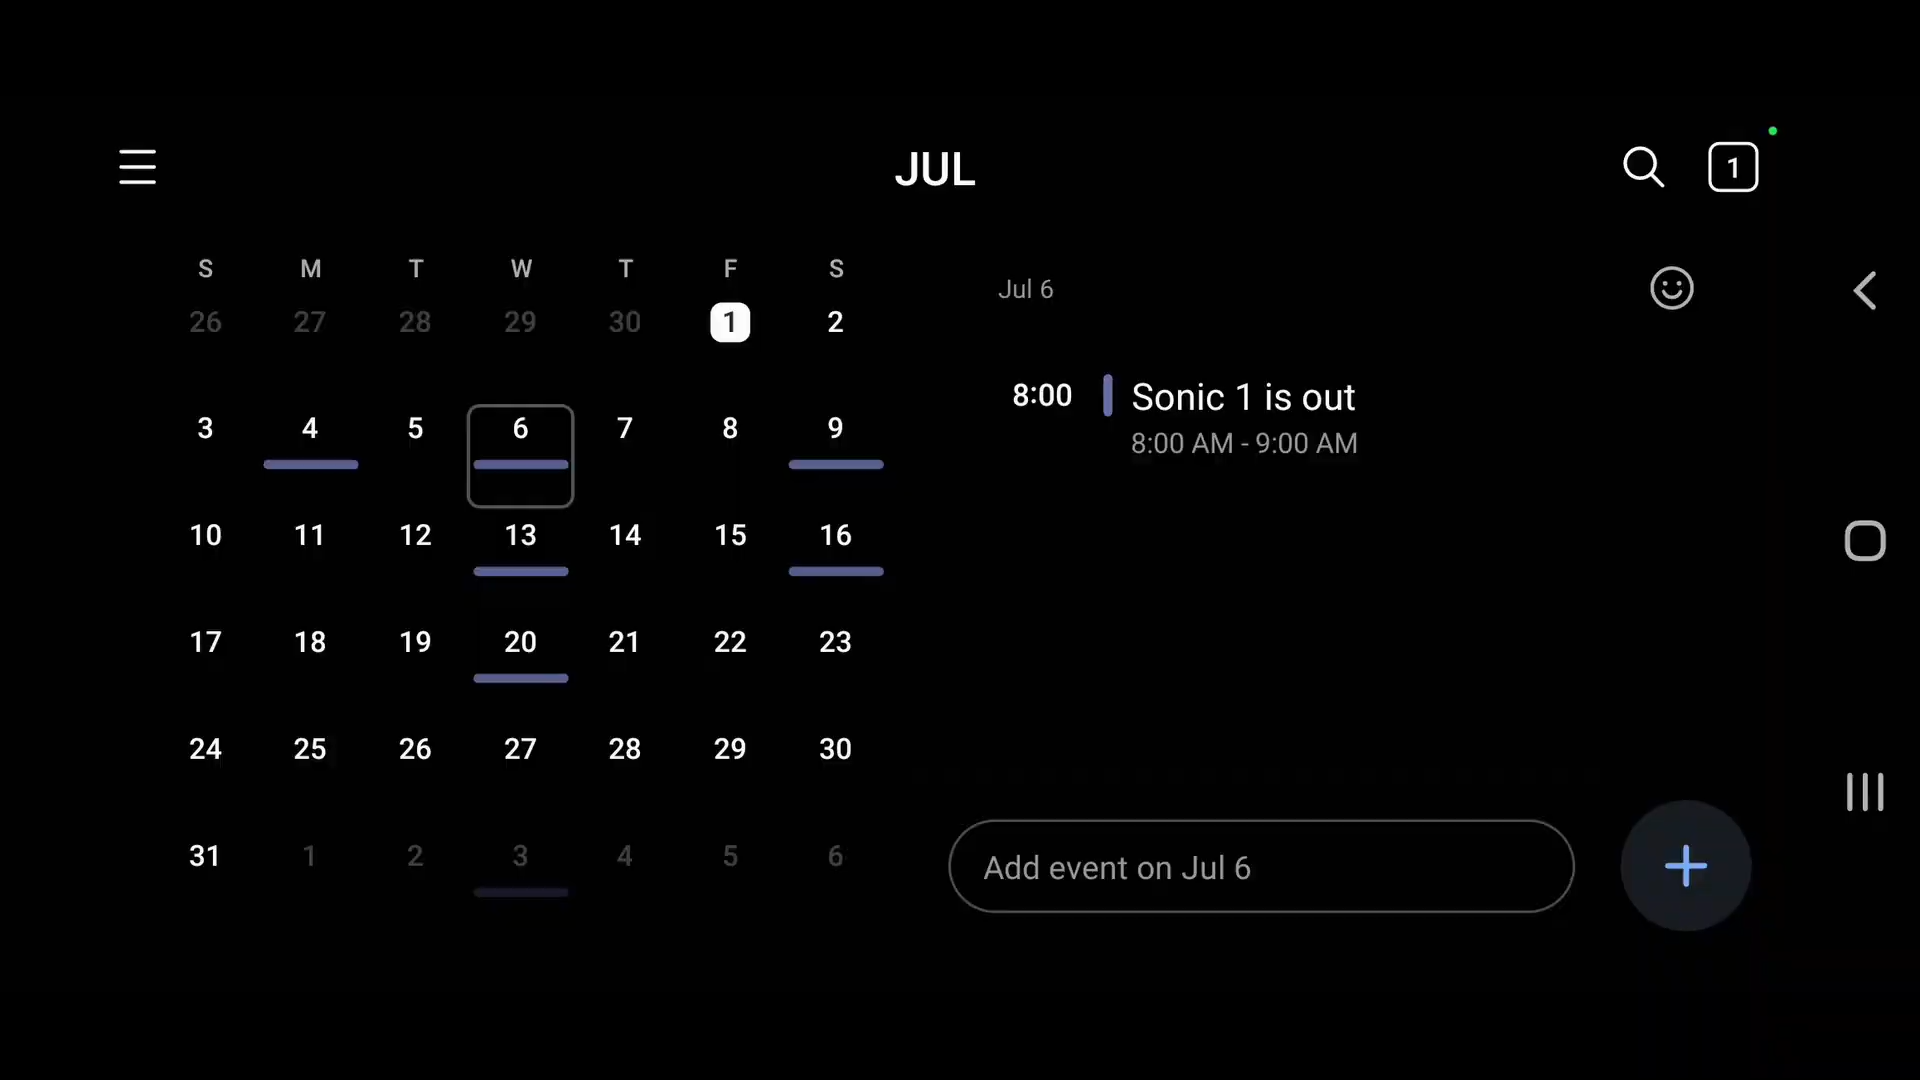 JUL
1
S M T W T F S
26 27 28 29 30 1 2
3 4 5 6 7 8 9
10 11 12 13 14 15 16
17 18 19 20 21 22 23
24 25 26 27 28 29 30
31 1 2 3 4 5 6
Jul 6
8:00 Sonic 1 is out
8:00 AM - 9:00 AM
Add event on Jul 6